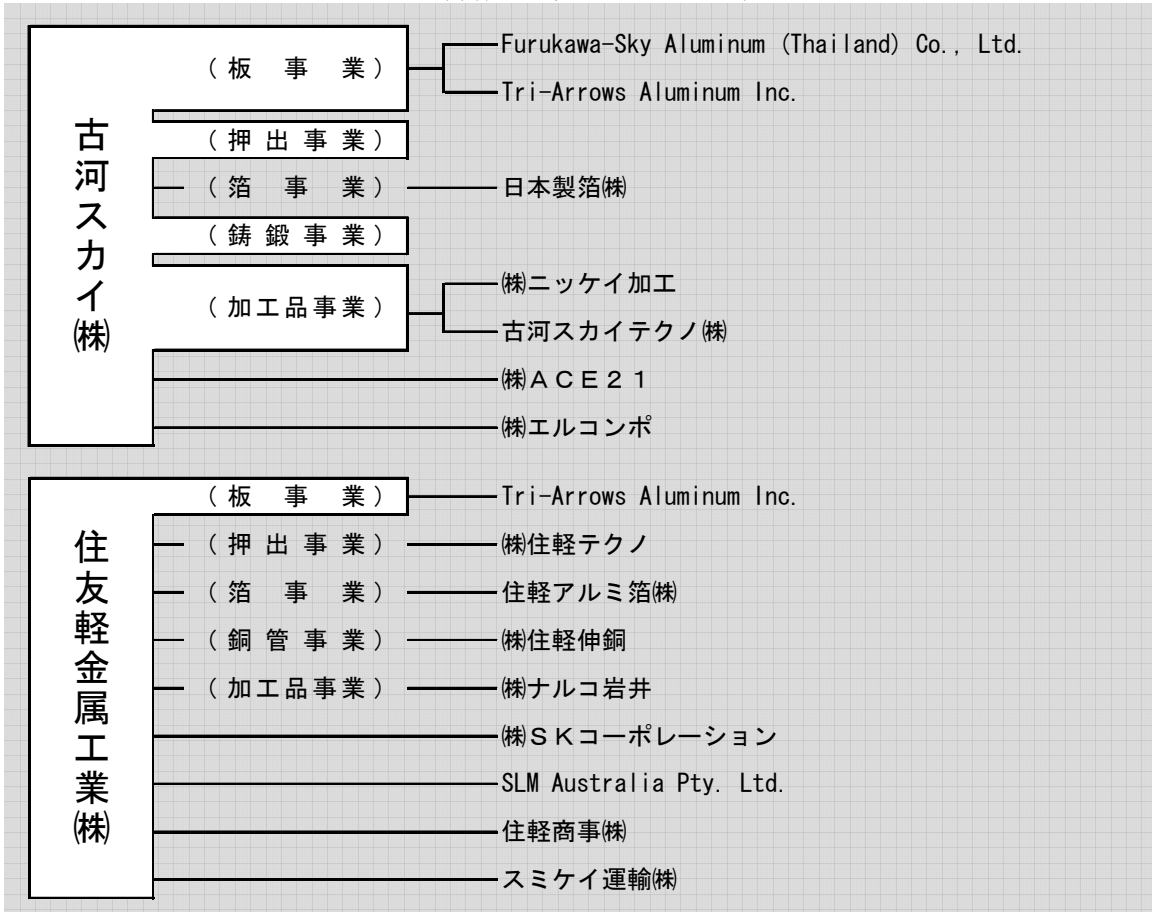 古河スカイ㈱
(板事業)
Furukawa-Sky Aluminum (Thailand) Co., Ltd.
Tri-Arrows Aluminum Inc.
(押出事業)
(箔事業)
日本製箔㈱
(鋳鍛事業)
(加工品事業)
㈱ニッケイ加工
古河スカイテクノ㈱
㈱ＡＣＥ２１
㈱エルコンポ
住友軽金属工業㈱
(板事業)
Tri-Arrows Aluminum Inc.
(押出事業)
㈱住軽テクノ
(箔事業)
住軽アルミ箔㈱
(銅管事業)
㈱住軽伸銅
(加工品事業)
㈱ナルコ岩井
㈱ＳＫコーポレーション
SLM Australia Pty. Ltd.
住軽商事㈱
スミケイ運輸㈱